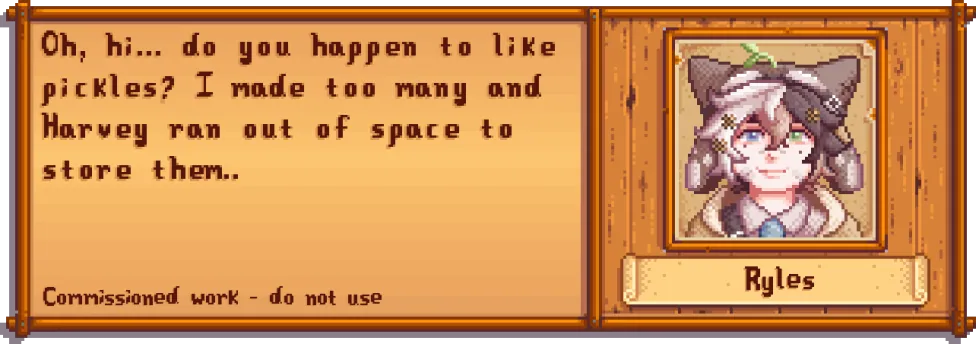 Oh, hi... do you happen to like
pickles? I made too many and
Harvey ran out of space to
store them..
Commissioned work - do not use
Ryles